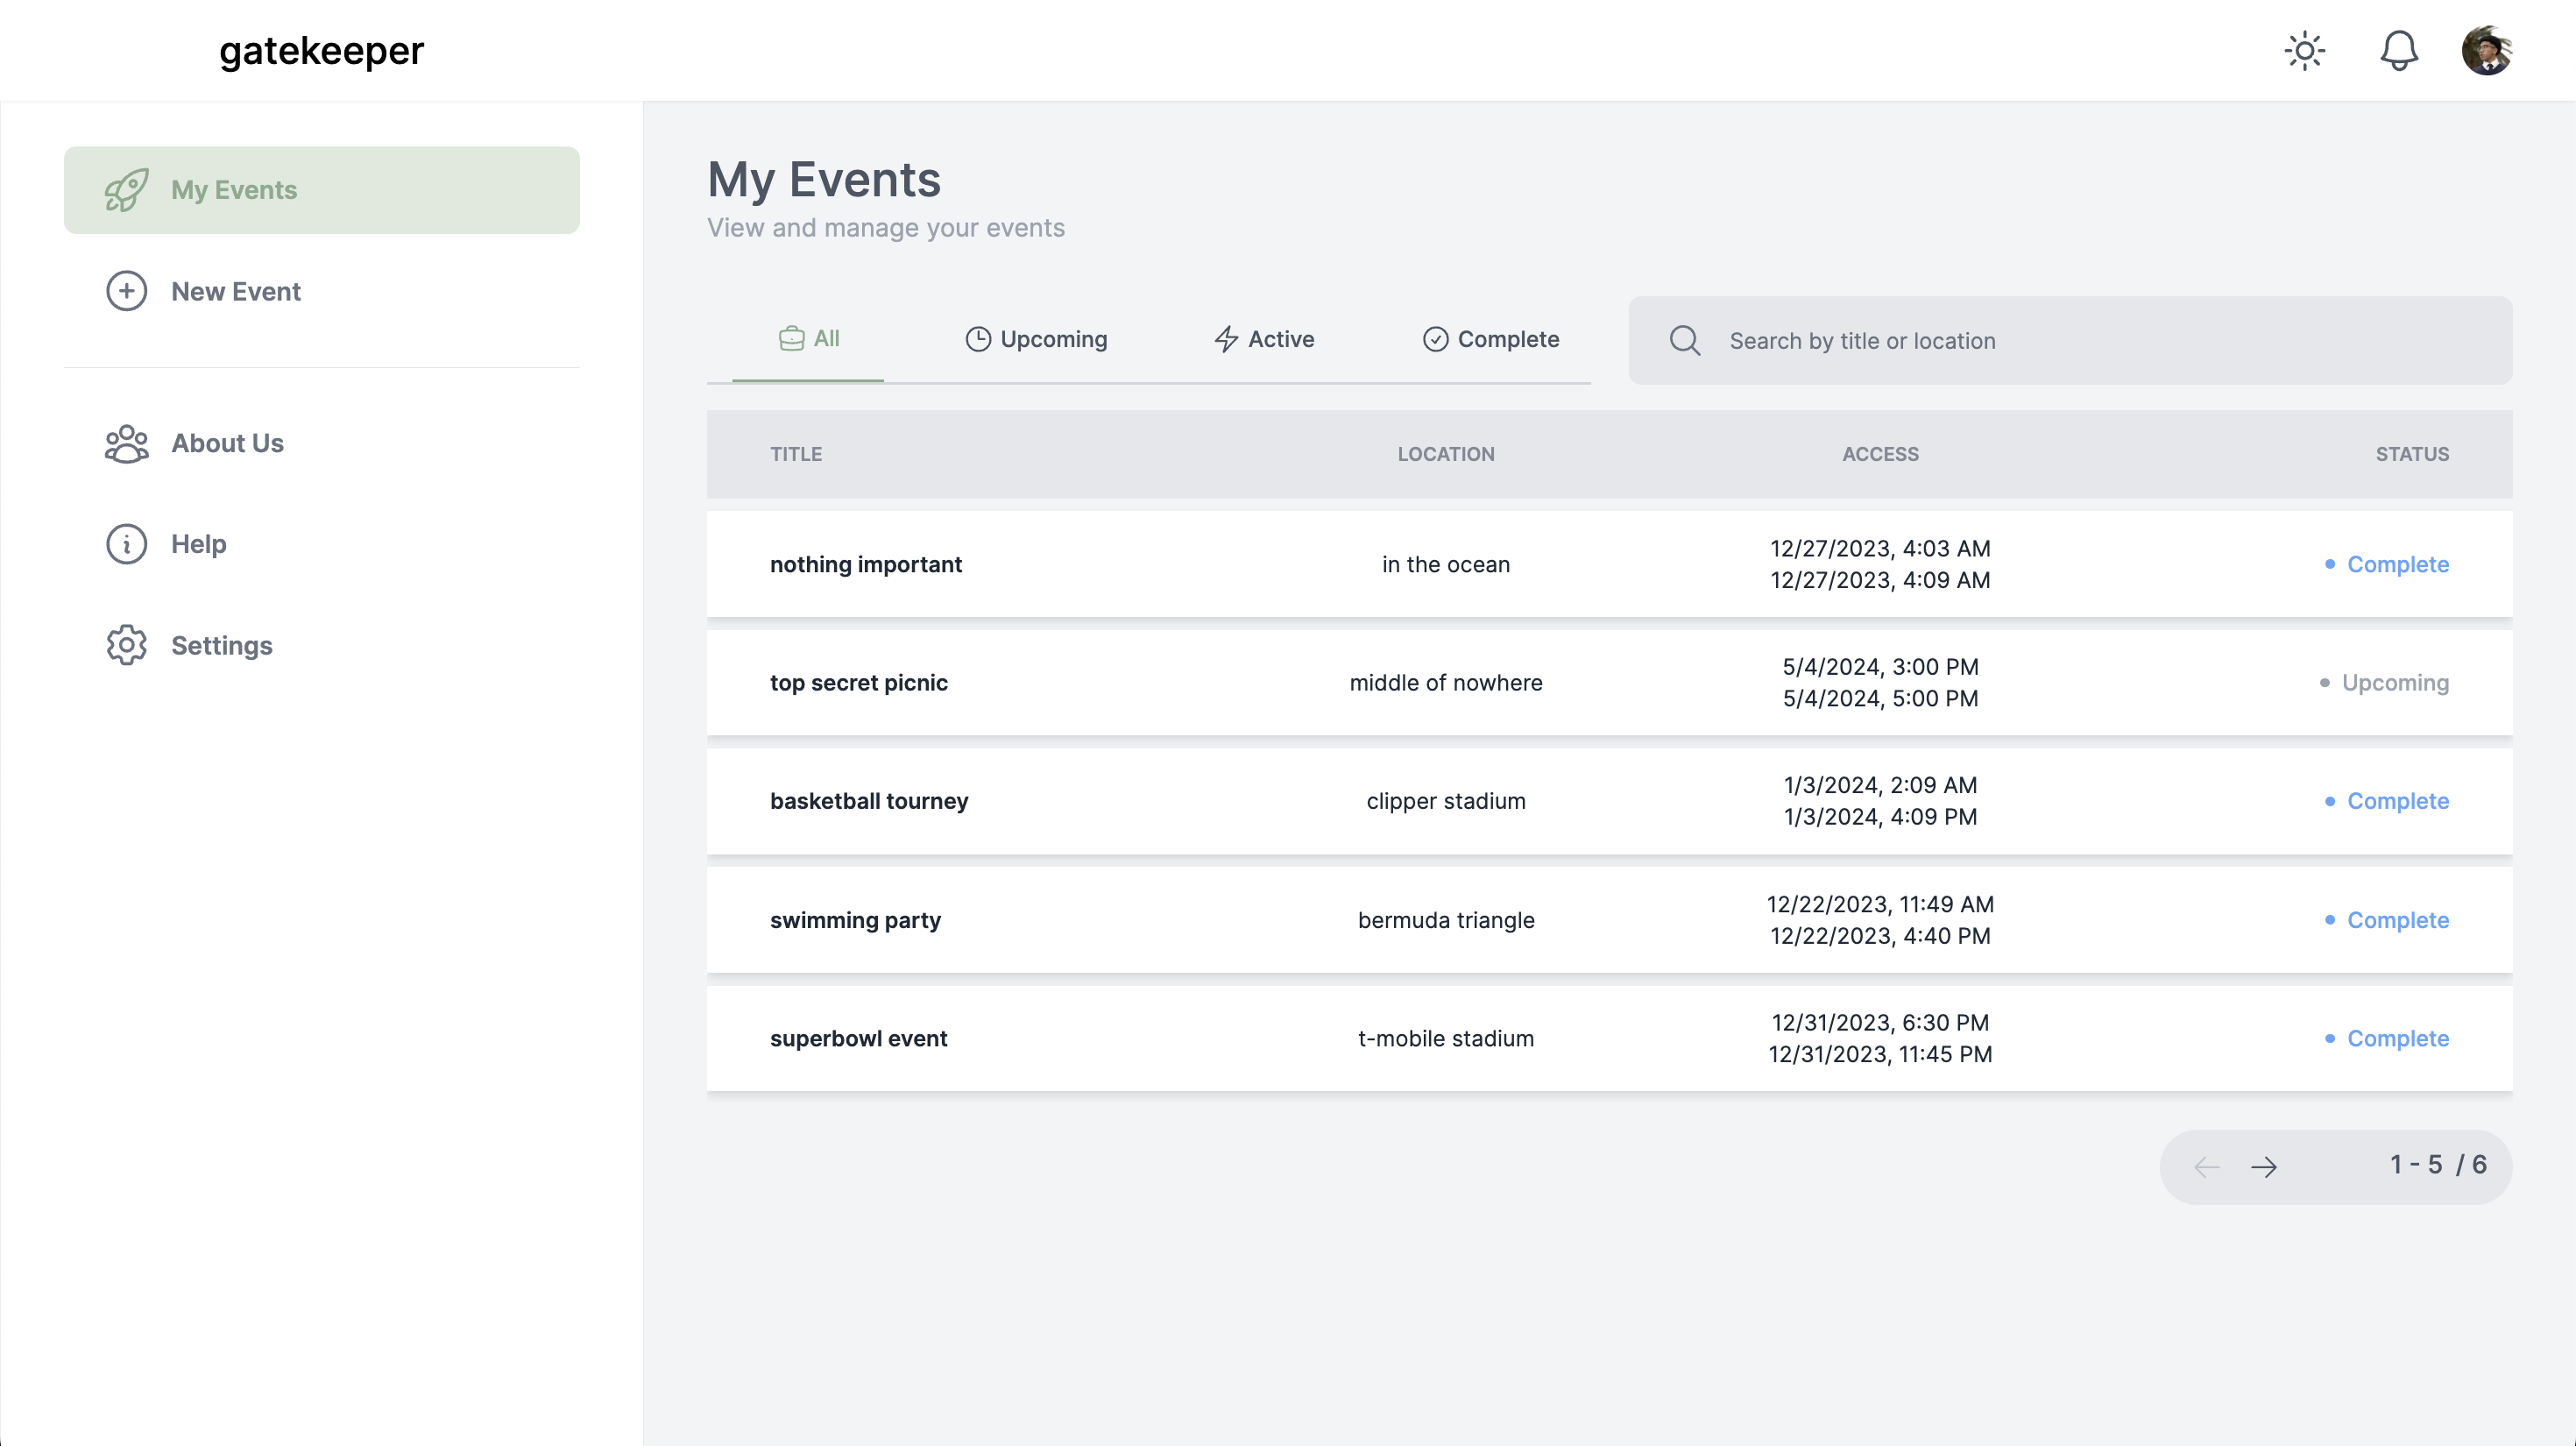 gatekeeper
My Events
New Event
About Us
Help
Settings
My Events
View and manage your events
All Upcoming Active Complete Search by title or location
TITLE LOCATION ACCESS STATUS
nothing important in the ocean 12/27/2023, 4:03 AM Complete
12/27/2023, 4:09 AM
top secret picnic middle of nowhere 5/4/2024, 3:00 PM Upcoming
5/4/2024, 5:00 PM
basketball tourney clipper stadium 1/3/2024, 2:09 AM Complete
1/3/2024, 4:09 PM
swimming party bermuda triangle 12/22/2023, 11:49 AM Complete
12/22/2023, 4:40 PM
superbowl event t-mobile stadium 12/31/2023, 6:30 PM Complete
12/31/2023, 11:45 PM
1 - 5 / 6